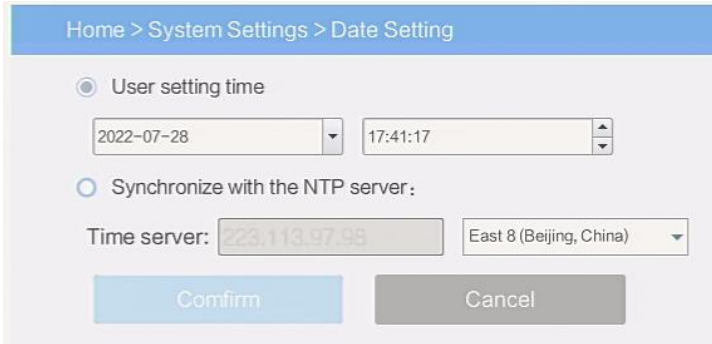 Home > System Settings > Date Setting
User setting time
2022-07-28 17:41:17
Synchronize with the NTP server:
Time server: 223.113.97.98 East 8 (Beijing, China)
Comfirm Cancel